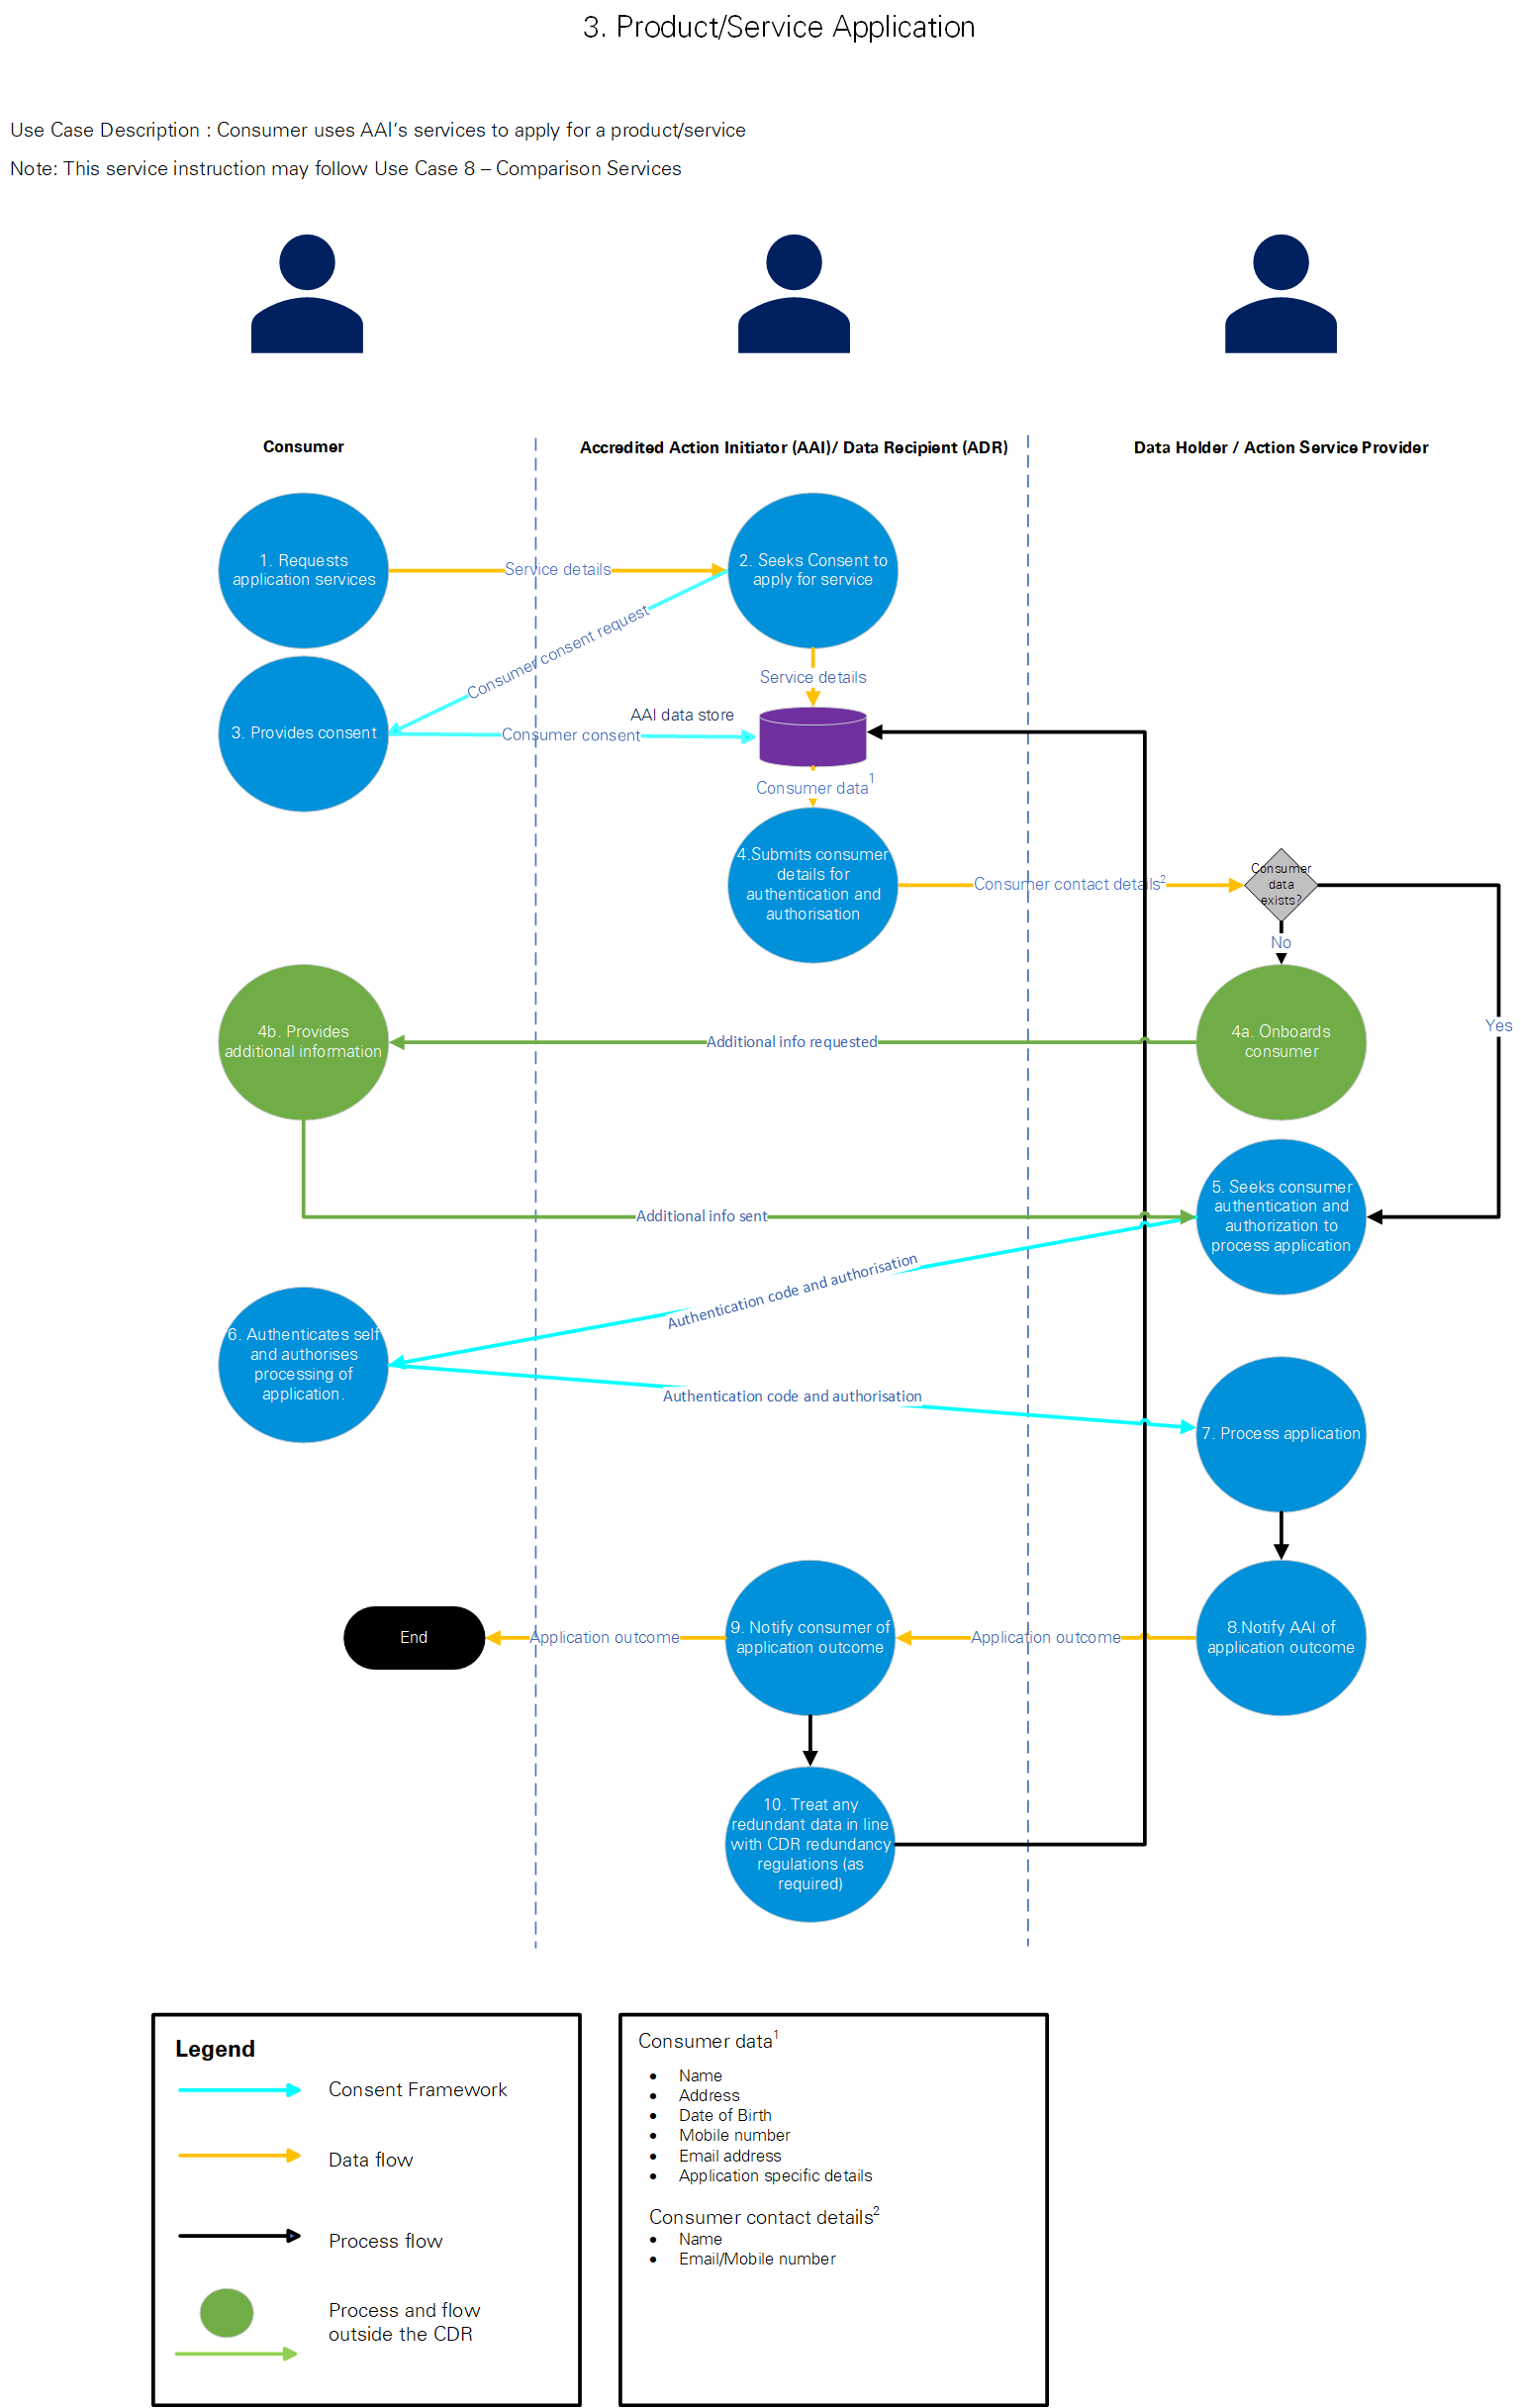 3. Product/Service Application
Use Case Description : Consumer uses AAI’s services to apply for a product/service
Note: This service instruction may follow Use Case 8 – Comparison Services
Consumer
Accredited Action Initiator (AAI)/ Data Recipient (ADR)
Data Holder / Action Service Provider
1. Requests
application services
Service details
2. Seeks Consent to
apply for service
Consumer consent request
Service details
3. Provides consent
Consumer consent
AAI data store
Consumer data1
4.Submits consumer
details for
authentication and
authorisation
Consumer contact details2
Consumer
data
exists?
No
Yes
4b. Provides
additional information
Additional info requested
4a. Onboards
consumer
Additional info sent
5. Seeks consumer
authentication and
authorization to
process application
Authentication code and authorisation
6. Authenticates self
and authorises
processing of
application.
Authentication code and authorisation
7. Process application
End
Application outcome
9. Notify consumer of
application outcome
Application outcome
8.Notify AAI of
application outcome
10. Treat any
redundant data in line
with CDR redundancy
regulations (as
required)
Legend
Consent Framework
Data flow
Process flow
Process and flow
outside the CDR
Consumer data1
• Name
• Address
• Date of Birth
• Mobile number
• Email address
• Application specific details
Consumer contact details2
• Name
• Email/Mobile number